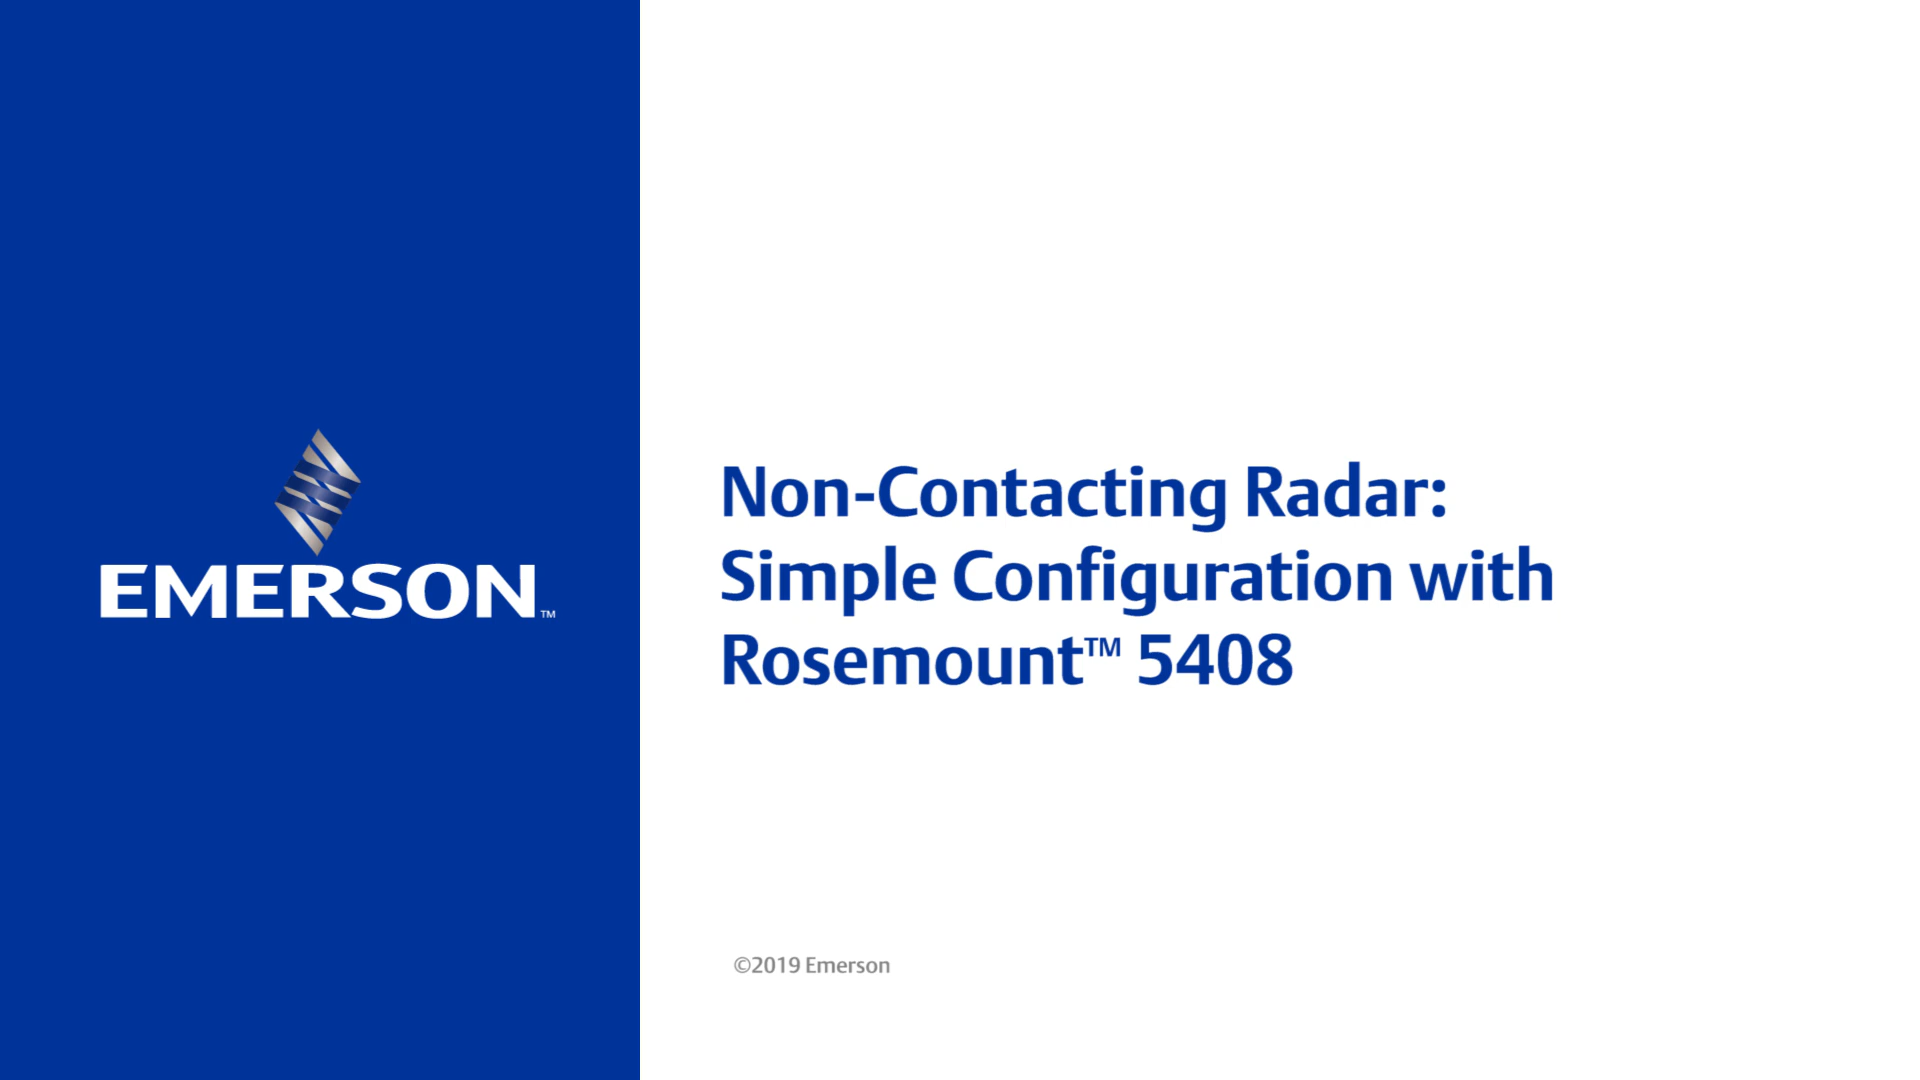 EMERSON™
Non-Contacting Radar:
Simple Configuration with
Rosemount™ 5408
©2019 Emerson